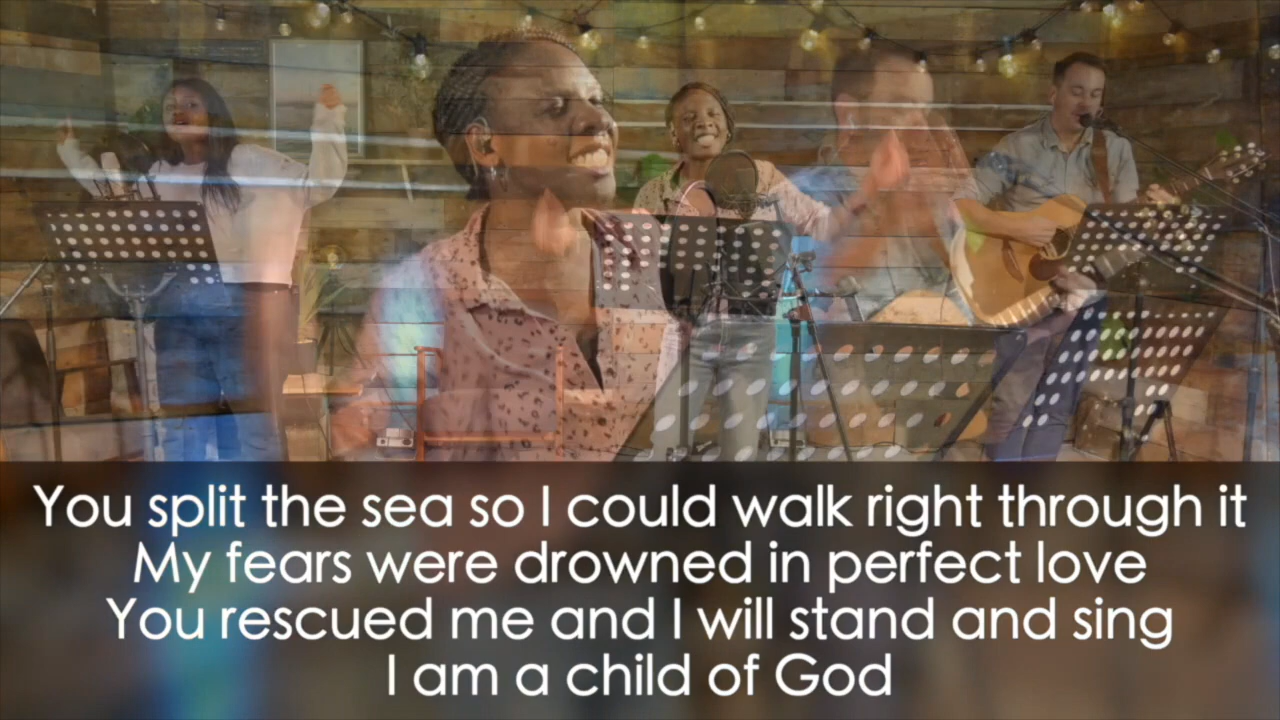 You split the sea so I could walk right through it
My fears were drowned in perfect love
You rescued me and I will stand and sing
I am a child of God